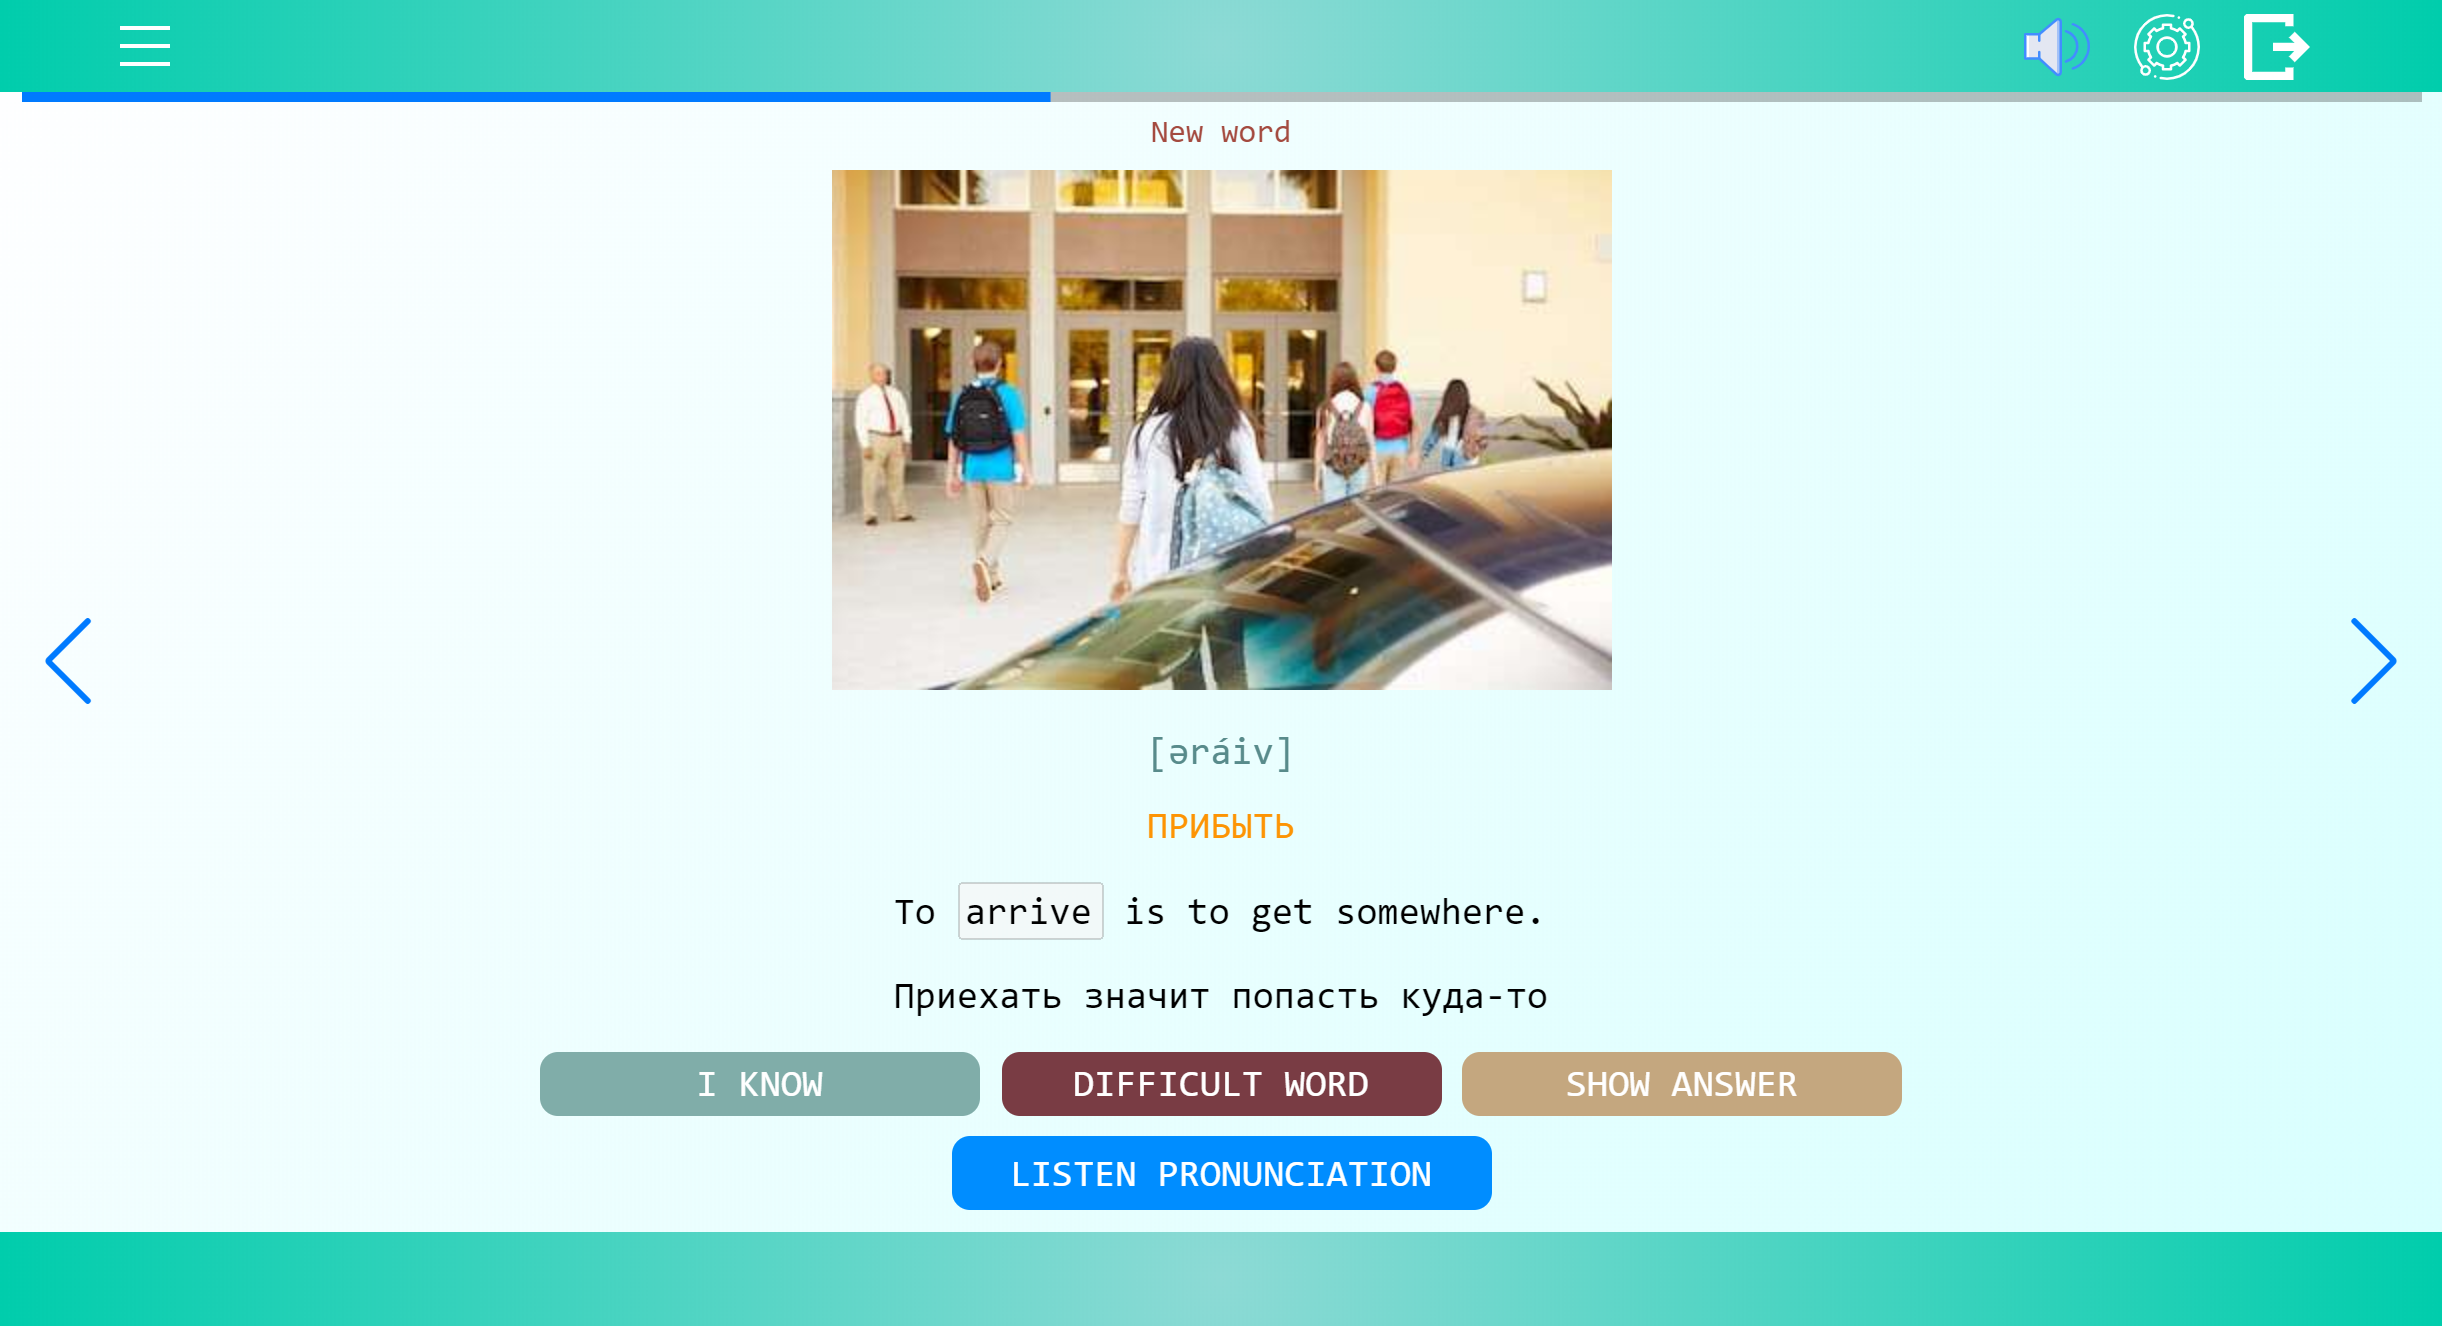 New word
[əráiv]
ПРИБЫТЬ
To arrive is to get somewhere.
Приехать значит попасть куда-то
I KNOW
DIFFICULT WORD
SHOW ANSWER
LISTEN PRONUNCIATION